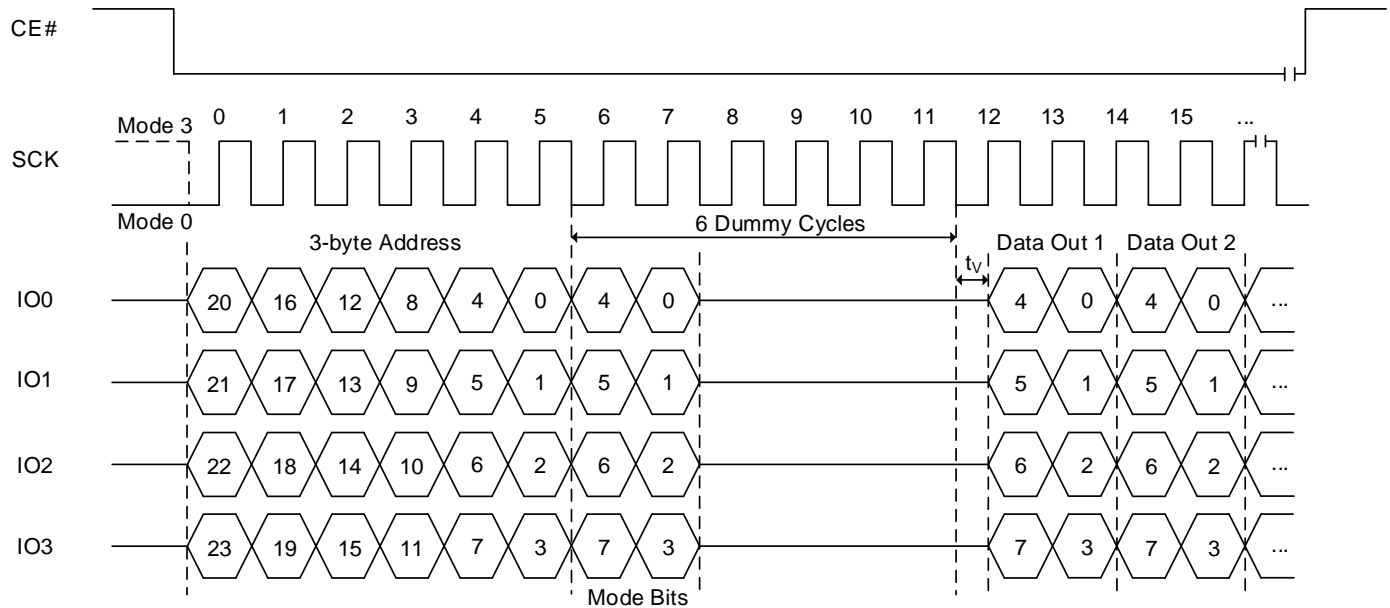 CE#
Mode 3
0 1 2 3 4 5 6 7 8 9 10 11 12 13 14 15 ...
SCK
Mode 0
6 Dummy Cycles
3-byte Address
Data Out 1 Data Out 2
tV
IO0 20 16 12 8 4 0 4 0 4 0 4 0 ...
IO1 21 17 13 9 5 1 5 1 5 1 5 1 ...
IO2 22 18 14 10 6 2 6 2 6 2 6 2 ...
IO3 23 19 15 11 7 3 7 3 7 3 7 3 ...
Mode Bits